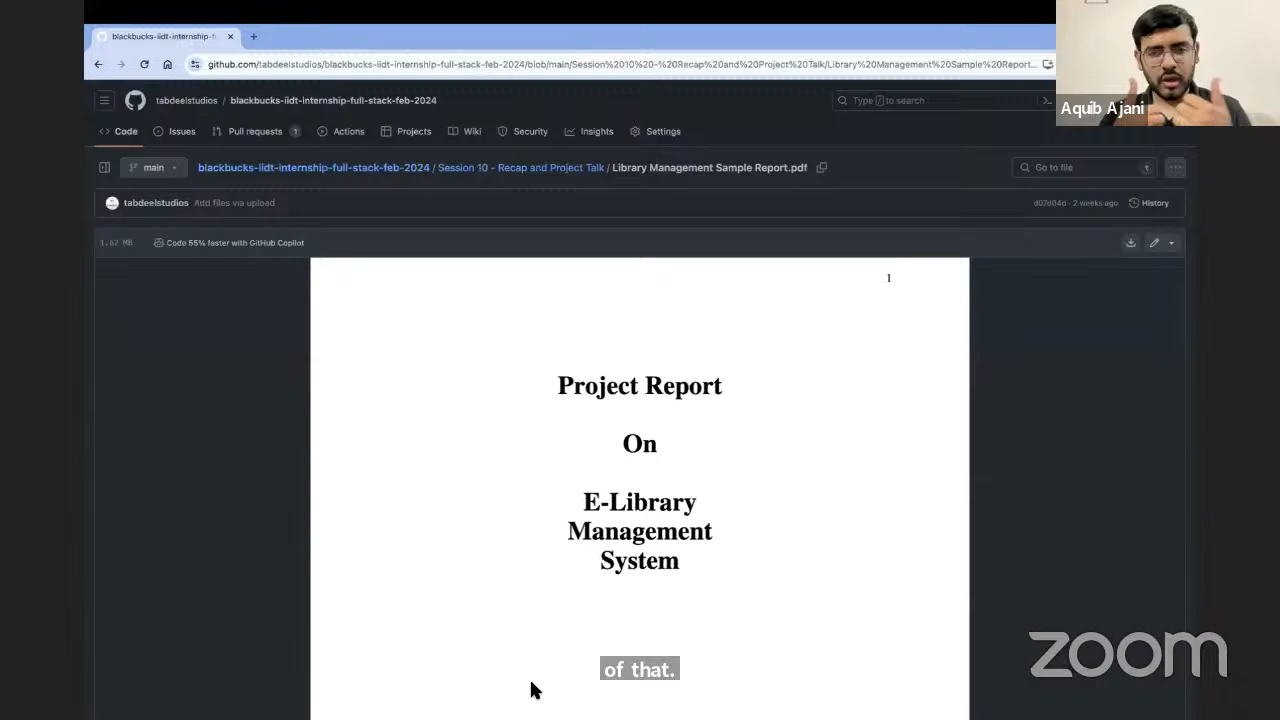 blackbucks-iidt-internship-f
github.com/tabdeelstudios/blackbucks-iidt-internship-full-stack-feb-2024/blob/main/Session%2010%20-%20Recap%20and%20Project%20Talk/Library%20Management%20Sample%20Report...
Aquib Ajani
tabdeelstudios / blackbucks-iidt-internship-full-stack-feb-2024
Type / to search
Code Issues Pull requests 1 Actions Projects Wiki Security Insights Settings
main blackbucks-iidt-internship-full-stack-feb-2024 / Session 10 - Recap and Project Talk / Library Management Sample Report.pdf Go to file t
tabdeelstudios Add files via upload d07d04d · 2 weeks ago History
1.62 MB Code 55% faster with GitHub Copilot
1
Project Report
On
E-Library
Management
System
of that.
zoom